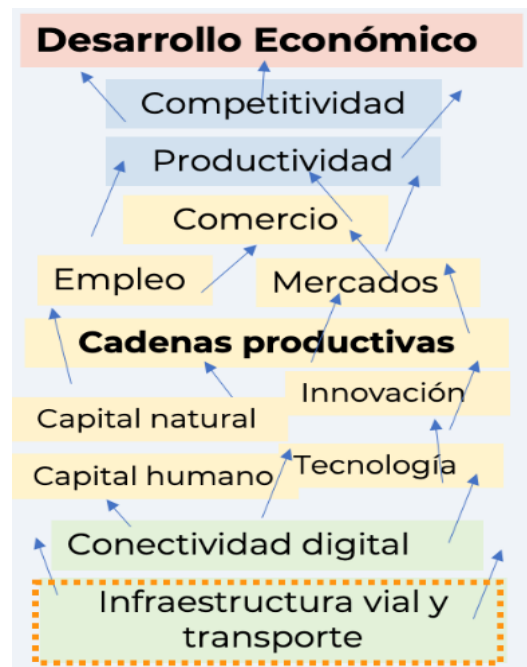 Desarrollo Económico
Competitividad
Productividad
Comercio
Empleo
Mercados
Cadenas productivas
Innovación
Capital natural
Tecnología
Capital humano
Conectividad digital
Infraestructura vial y
transporte